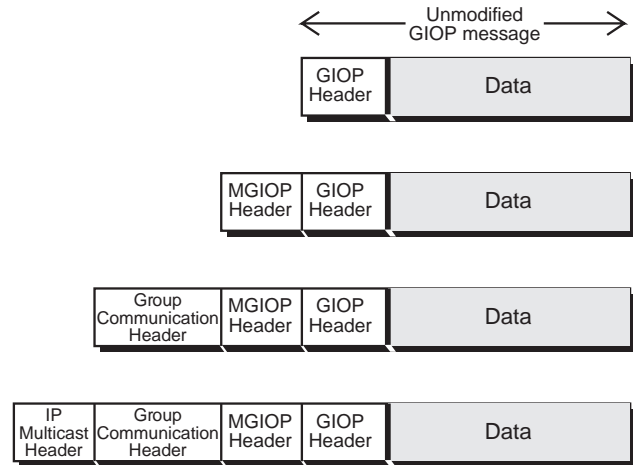 Unmodified
GIOP message
GIOP
Header
Data
MGIOP
Header
GIOP
Header
Data
Group
Communication
Header
MGIOP
Header
GIOP
Header
Data
IP
Multicast
Header
Group
Communication
Header
MGIOP
Header
GIOP
Header
Data